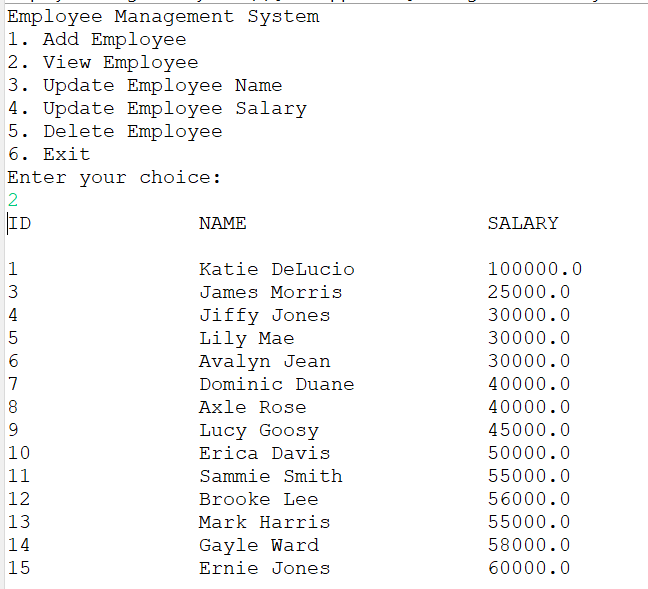 Employee Management System
1. Add Employee
2. View Employee
3. Update Employee Name
4. Update Employee Salary
5. Delete Employee
6. Exit
Enter your choice:
2
ID NAME SALARY
1 Katie DeLucio 100000.0
3 James Morris 25000.0
4 Jiffy Jones 30000.0
5 Lily Mae 30000.0
6 Avalyn Jean 30000.0
7 Dominic Duane 40000.0
8 Axle Rose 40000.0
9 Lucy Goosy 45000.0
10 Erica Davis 50000.0
11 Sammie Smith 55000.0
12 Brooke Lee 56000.0
13 Mark Harris 55000.0
14 Gayle Ward 58000.0
15 Ernie Jones 60000.0